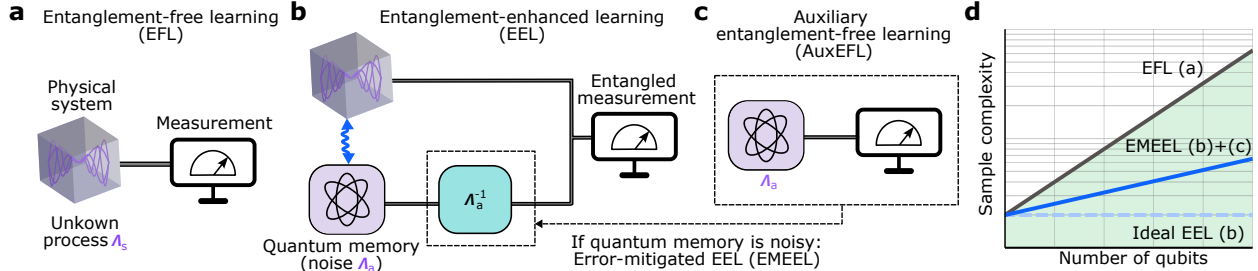 a
Entanglement-free learning
(EFL)
Physical
system
Measurement
Unkown
process Λs
b
Entanglement-enhanced learning
(EEL)
Entangled
measurement
Λa-1
Quantum memory
(noise Λa)
If quantum memory is noisy:
Error-mitigated EEL (EMEEL)
c
Auxiliary
entanglement-free learning
(AuxEFL)
Λa
d
Sample complexity
EFL (a)
EMEEL (b)+(c)
Ideal EEL (b)
Number of qubits